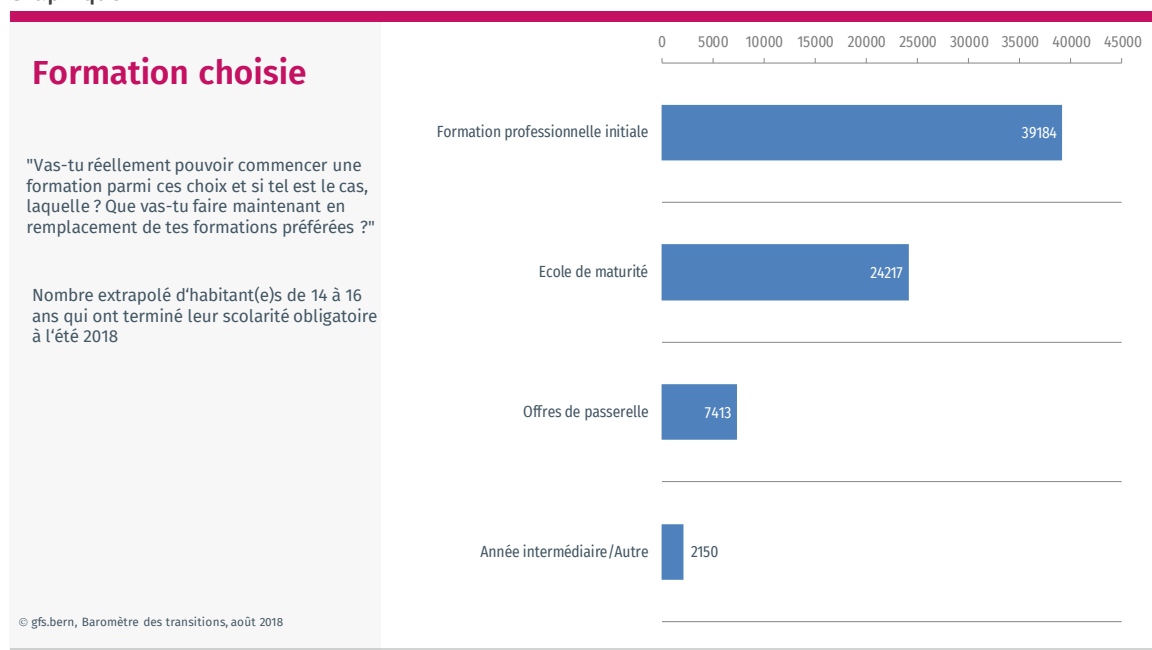 Formation choisie
"Vas-tu réellement pouvoir commencer une
formation parmi ces choix et si tel est le cas,
laquelle ? Que vas-tu faire maintenant en
remplacement de tes formations préférées ?"
Nombre extrapolé d‘habitant(e)s de 14 à 16
ans qui ont terminé leur scolarité obligatoire
à l‘été 2018
© gfs.bern, Baromètre des transitions, août 2018
0 5000 10000 15000 20000 25000 30000 35000 40000 45000
Formation professionnelle initiale 39184
Ecole de maturité 24217
Offres de passerelle 7413
Année intermédiaire/Autre 2150